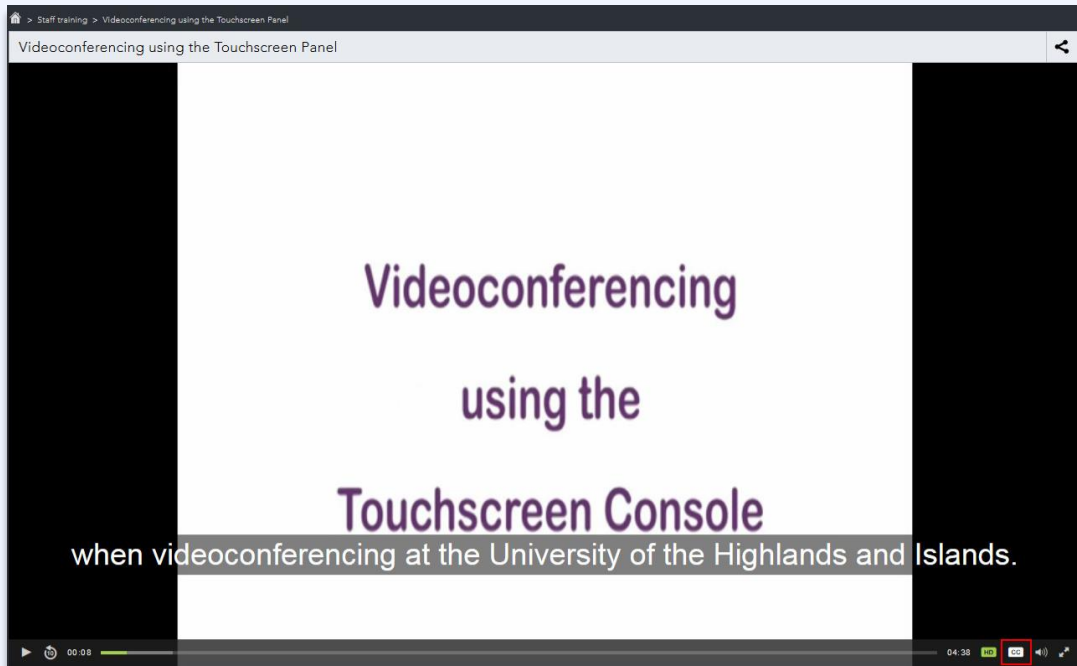 > Staff training > Videoconferencing using the Touchscreen Panel
Videoconferencing using the Touchscreen Panel
Videoconferencing
using the
Touchscreen Console
when videoconferencing at the University of the Highlands and Islands.
10 00:08 04:38 HD CC